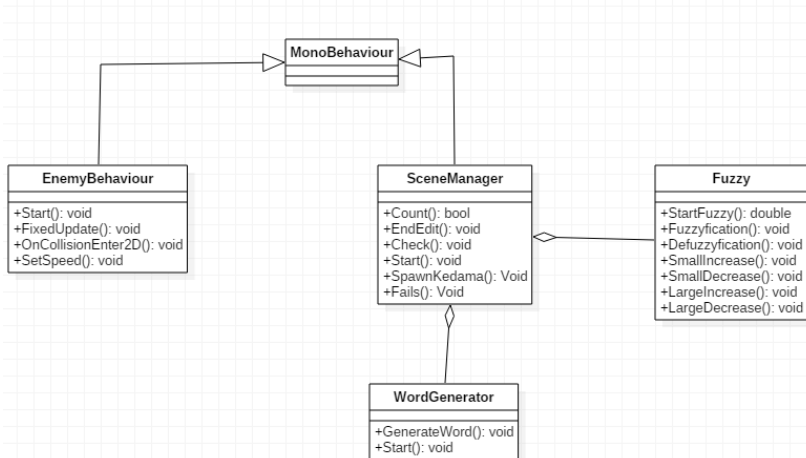 MonoBehaviour
EnemyBehaviour
+Start(): void
+FixedUpdate(): void
+OnCollisionEnter2D(): void
+SetSpeed(): void
SceneManager
+Count(): bool
+EndEdit(): void
+Check(): void
+Start(): void
+SpawnKedama(): Void
+Fails(): Void
Fuzzy
+StartFuzzy(): double
+Fuzzyfication(): void
+Defuzzyfication(): void
+SmallIncrease(): void
+SmallDecrease(): void
+LargeIncrease(): void
+LargeDecrease(): void
WordGenerator
+GenerateWord(): void
+Start(): void